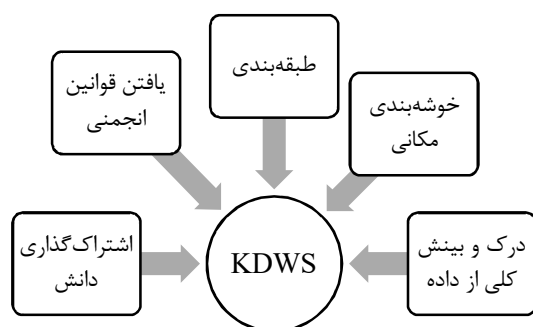 طبقه‌بندی
یافتن قوانین
انجمنی
خوشه‌بندی
مکانی
KDWS
درک و بینش
کلی از داده
اشتراک‌گذاری
دانش